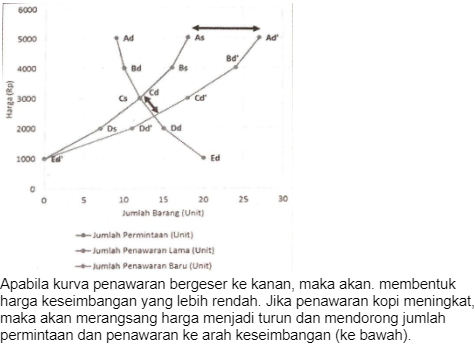 6000
5000
4000
3000
2000
1000
0
Harga (Rp)
Ad
As
Ad'
Bd
Bs
Bd'
Cs
Cd
Cd'
Ds
Dd'
Dd
Ed'
Ed
0 5 10 15 20 25 30
Jumlah Barang (Unit)
Jumlah Permintaan (Unit)
Jumlah Penawaran Lama (Unit)
Jumlah Penawaran Baru (Unit)
Apabila kurva penawaran bergeser ke kanan, maka akan. membentuk
harga keseimbangan yang lebih rendah. Jika penawaran kopi meningkat,
maka akan merangsang harga menjadi turun dan mendorong jumlah
permintaan dan penawaran ke arah keseimbangan (ke bawah).